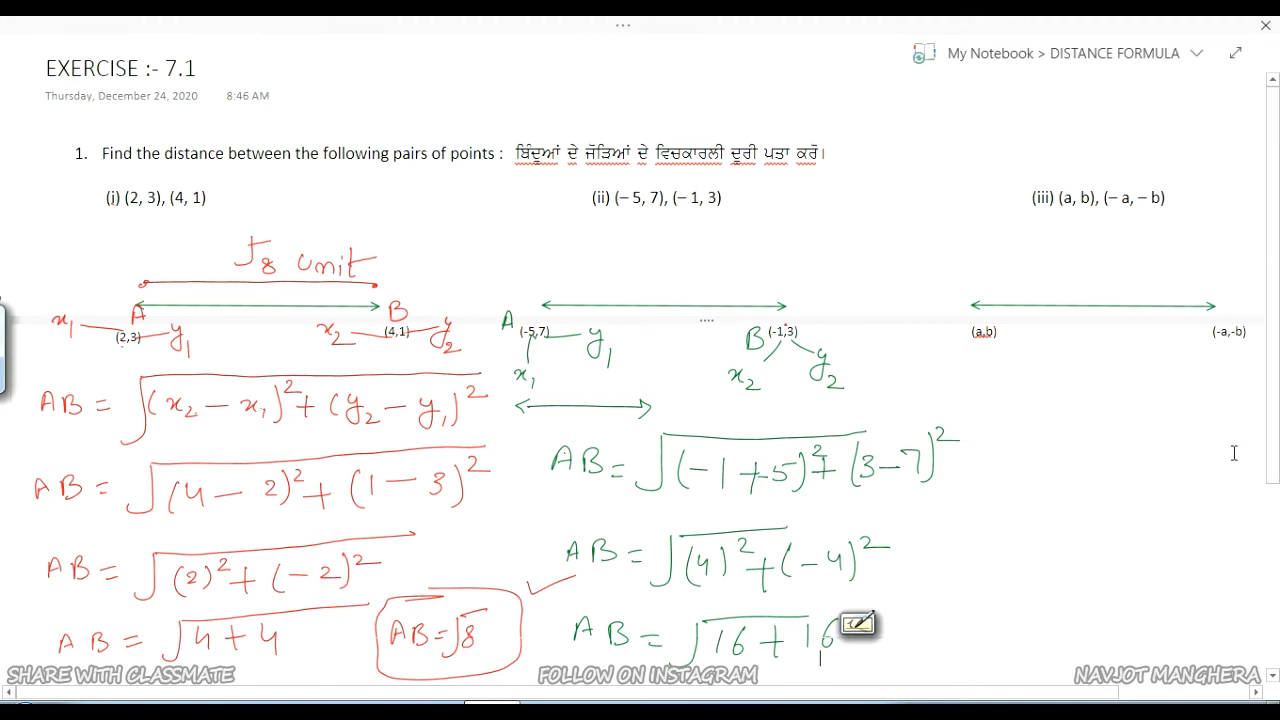 My Notebook > DISTANCE FORMULA
EXERCISE :- 7.1
Thursday, December 24, 2020 8:46 AM
1. Find the distance between the following pairs of points : ਬਿੰਦੂਆਂ ਦੇ ਜੋੜਿਆਂ ਦੇ ਵਿਚਕਾਰਲੀ ਦੂਰੀ ਪਤਾ ਕਰੋ।
(i) (2, 3), (4, 1) (ii) (– 5, 7), (– 1, 3) (iii) (a, b), (– a, – b)
√8 unit
A B
x₁ (2,3) y₁ x₂ (4,1) y₂
A (-5,7) y₁ B (-1,3)
x₁ x₂ y₂
(a,b) (-a,-b)
AB = √(x₂ – x₁)² + (y₂ – y₁)²
AB = √(4 – 2)² + (1 – 3)²
AB = √(2)² + (–2)²
AB = √4 + 4
AB = √8
AB = √(–1 + 5)² + (3 – 7)²
AB = √(4)² + (–4)²
AB = √16 + 16
SHARE WITH CLASSMATE FOLLOW ON INSTAGRAM NAVJOT MANGHERA